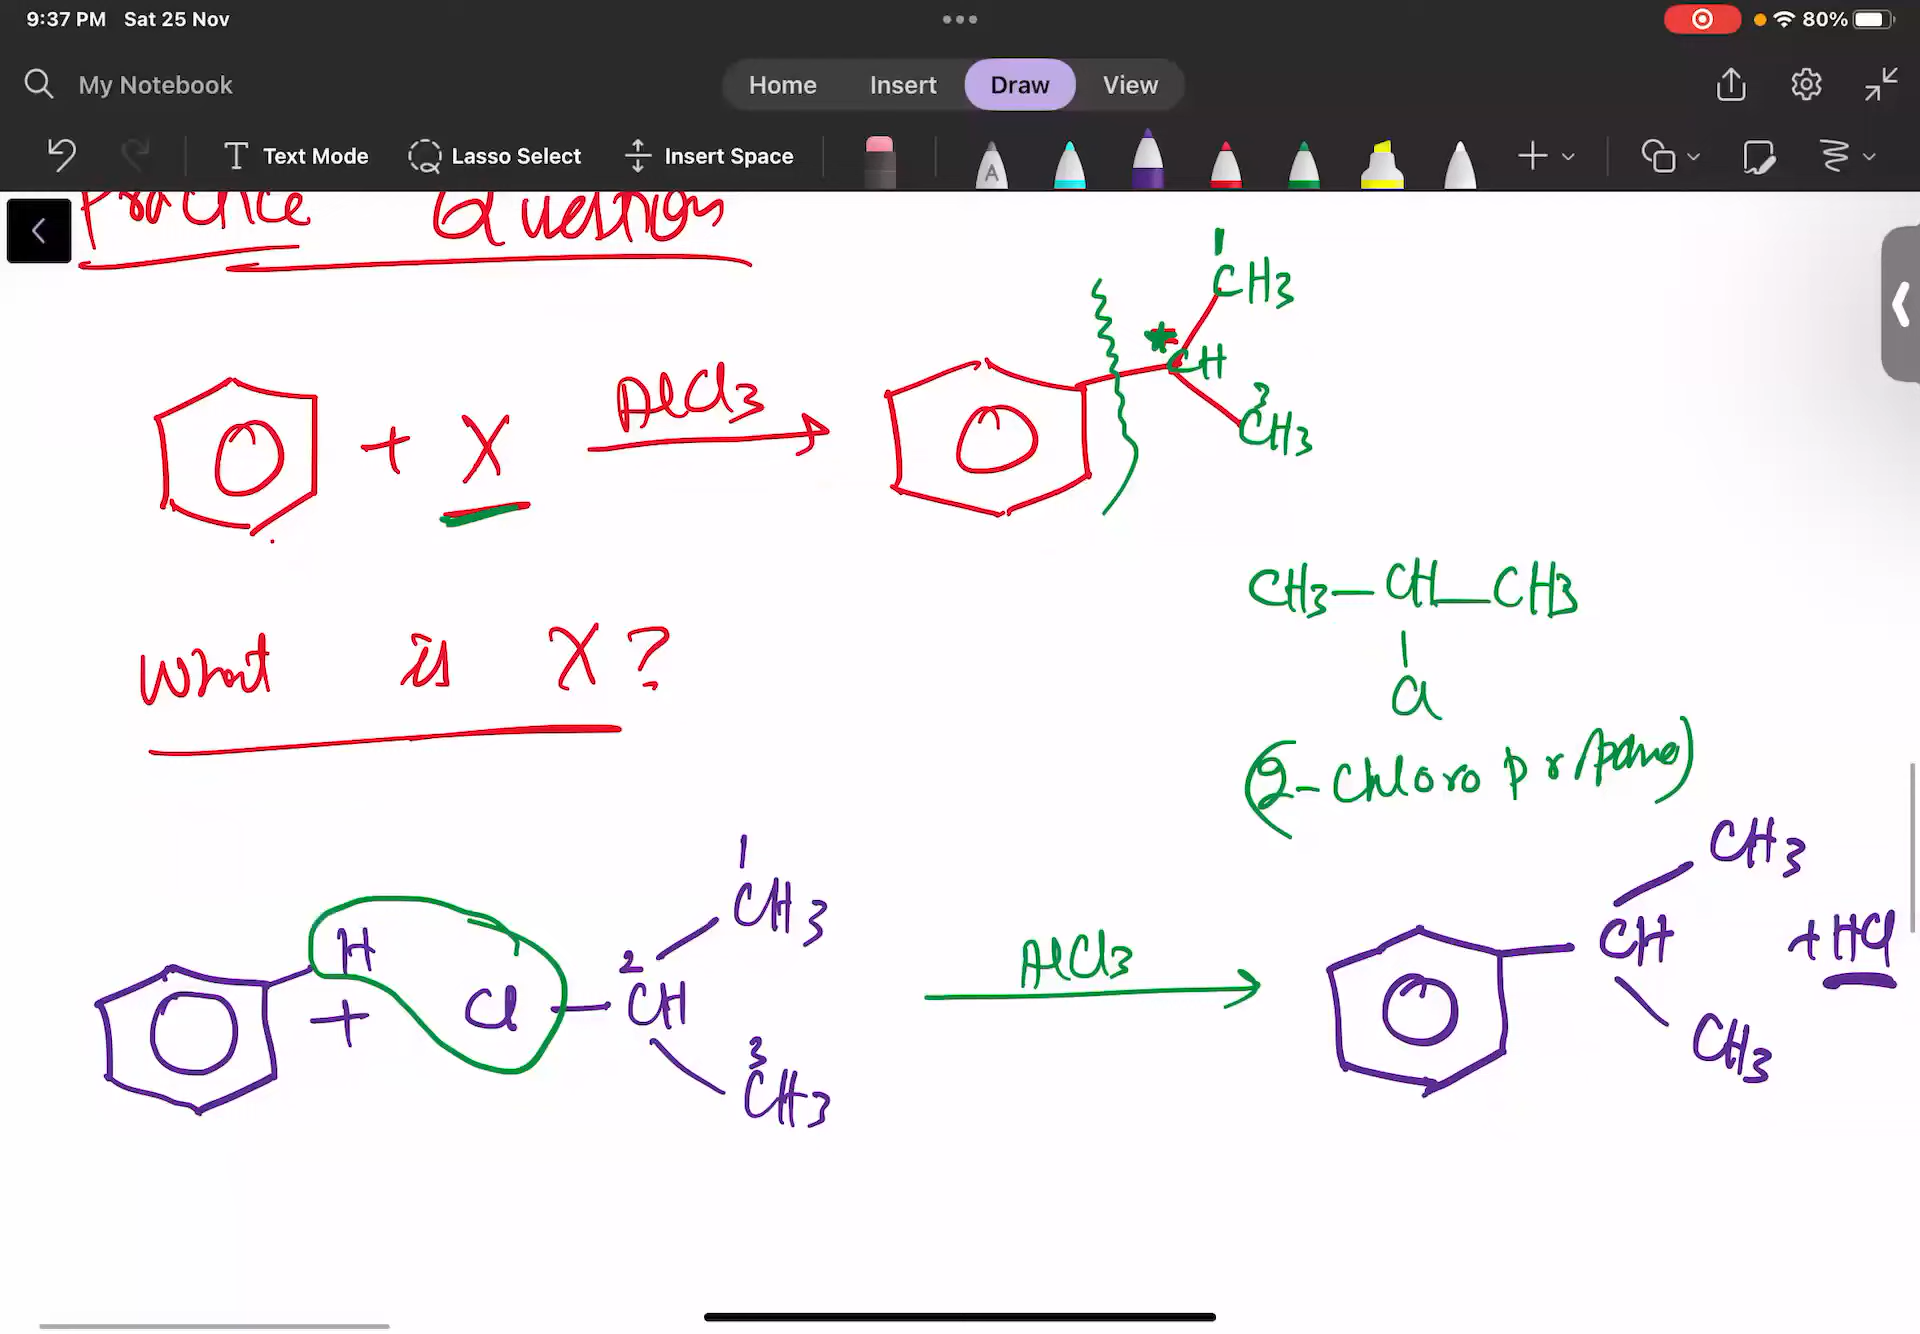 9:37 PM Sat 25 Nov
80%
My Notebook
Home Insert Draw View
Text Mode Lasso Select Insert Space
A
Practice Question
1
CH3
CH
3
CH3
+ X AlCl3
CH3-CH-CH3
Cl
What is X?
(2-chloropropane)
1
CH3
CH3
H
AlCl3
CH +HCl
2
+ Cl - CH
3
CH3
CH3